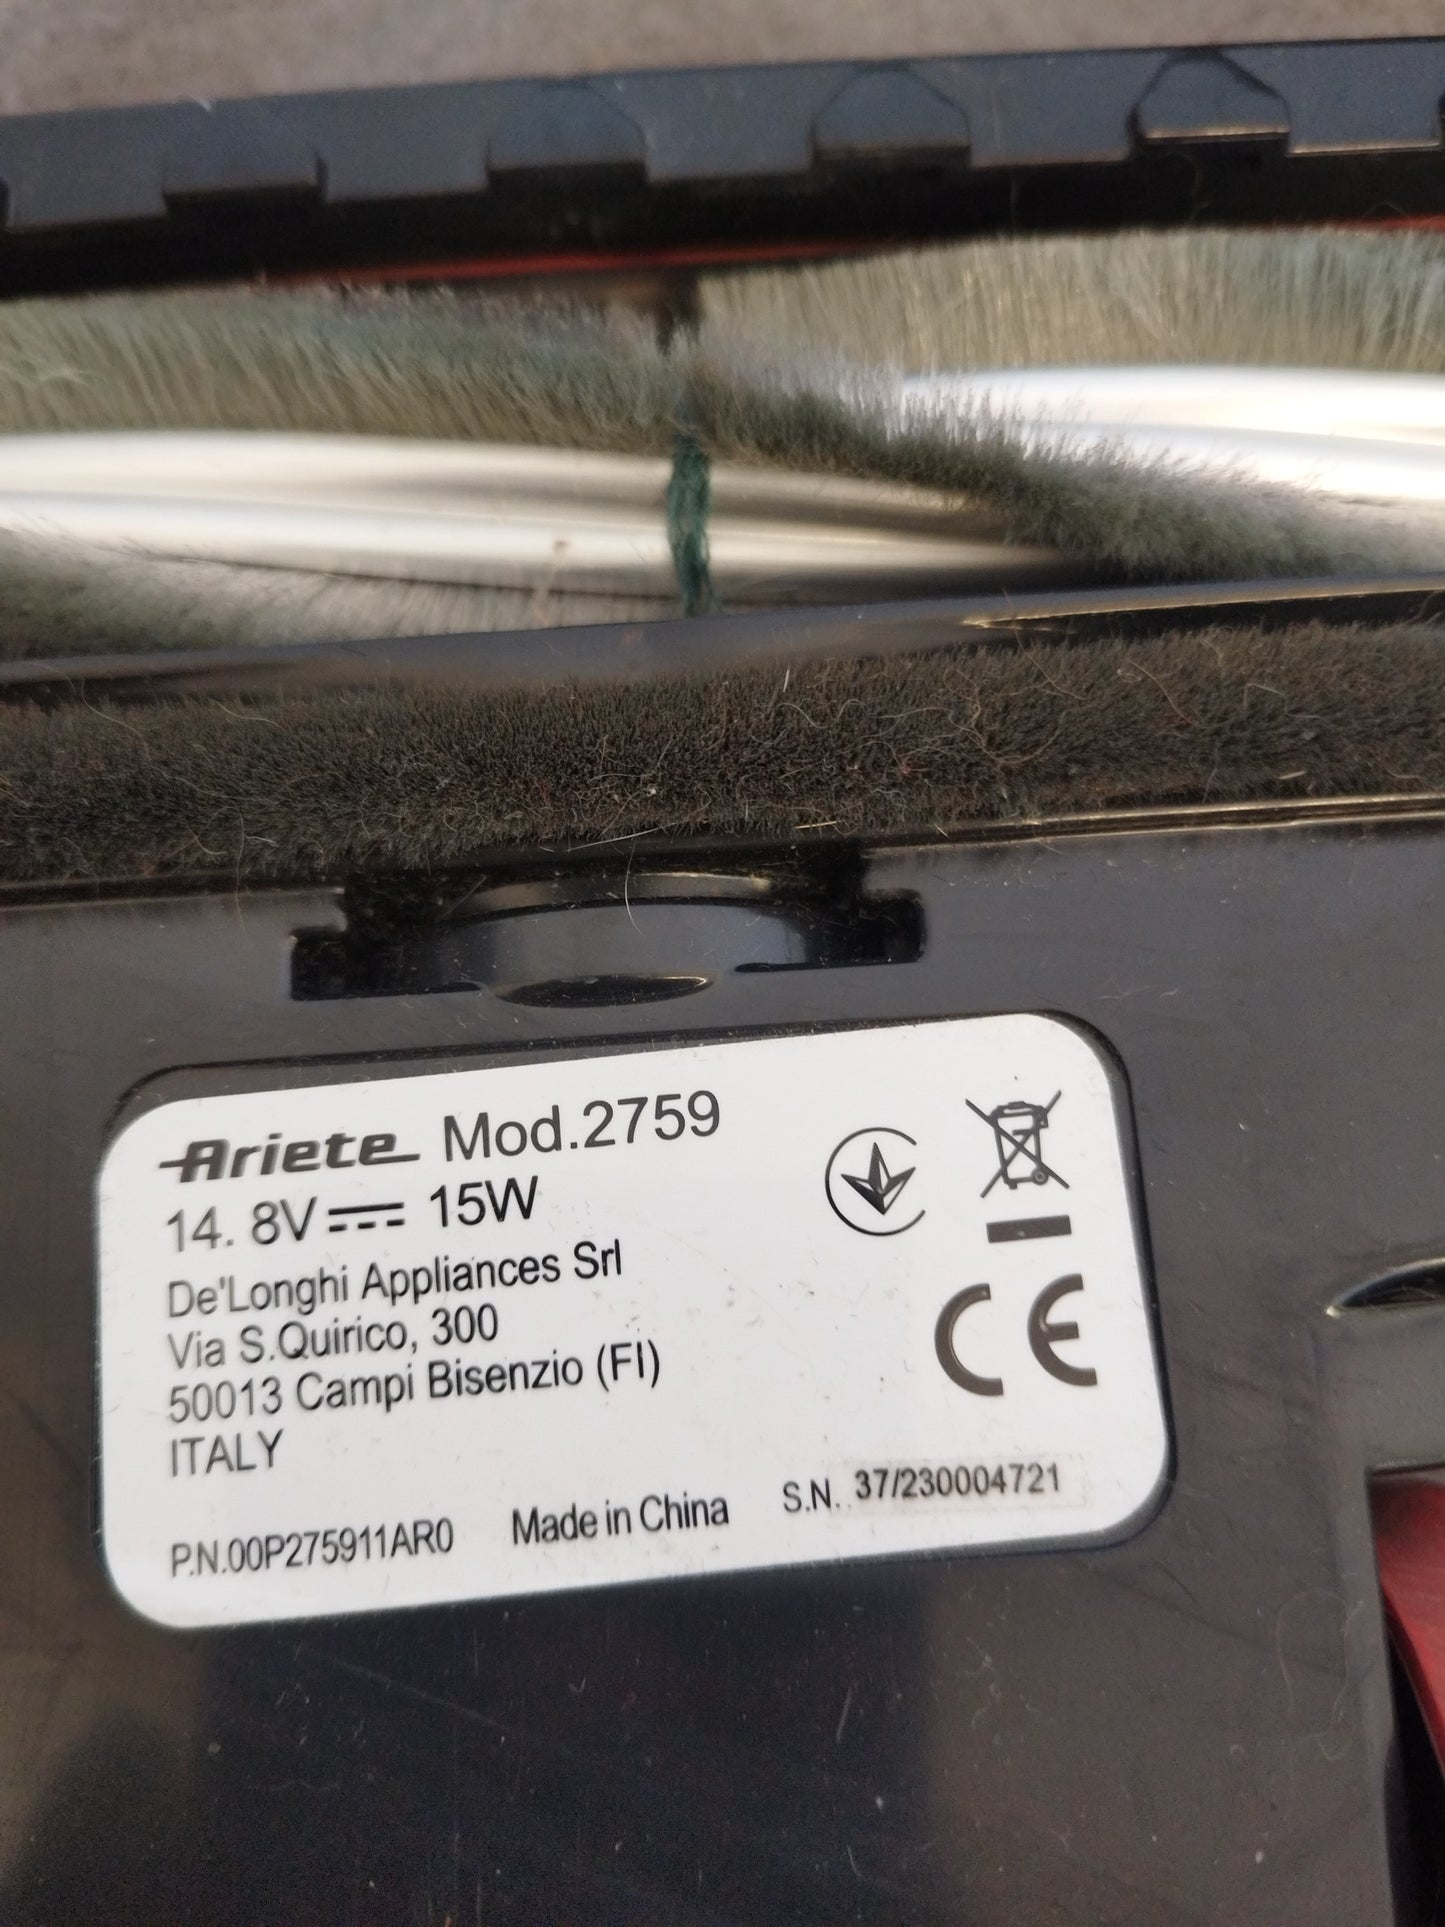 Ariete Mod.2759
14. 8V 15W
De'Longhi Appliances Srl
Via S.Quirico, 300
50013 Campi Bisenzio (FI)
ITALY
P.N.00P275911AR0 Made in China S.N. 37/230004721
CE